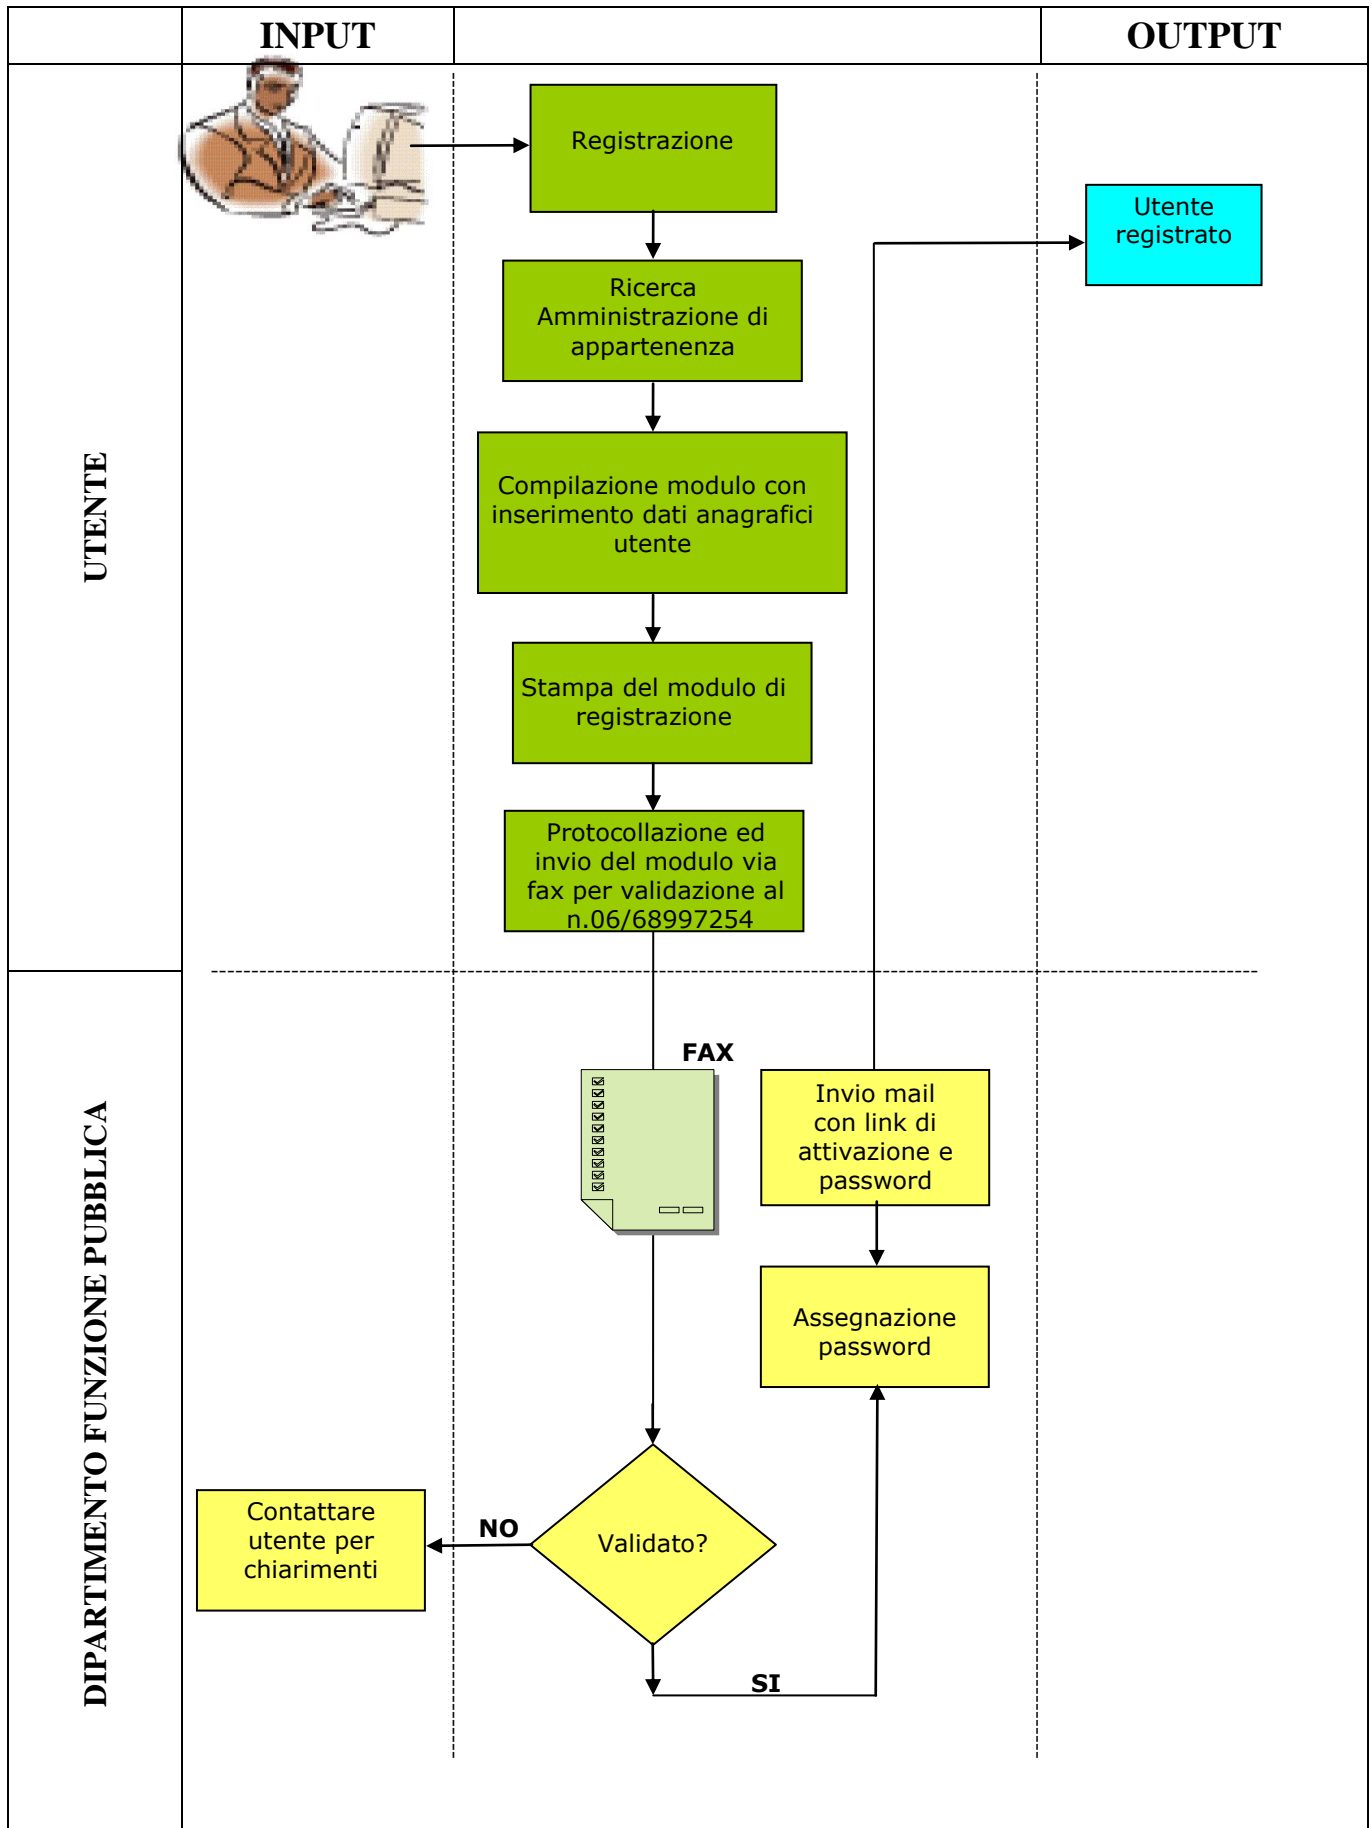 INPUT
OUTPUT
UTENTE
Registrazione
Utente
registrato
Ricerca
Amministrazione di
appartenenza
Compilazione modulo con
inserimento dati anagrafici
utente
Stampa del modulo di
registrazione
Protocollazione ed
invio del modulo via
fax per validazione al
n.06/68997254
DIPARTIMENTO FUNZIONE PUBBLICA
FAX
Invio mail
con link di
attivazione e
password
Assegnazione
password
Contattare
utente per
chiarimenti
NO
Validato?
SI